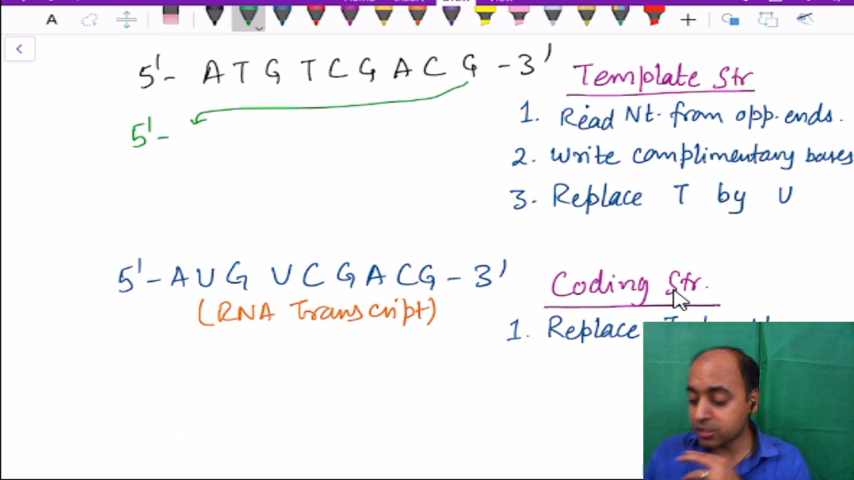 A
5'- ATGTCGACG -3'
Template Str
5'-
1. Read Nt. from opp. ends.
2. Write complimentary bases
3. Replace T by U
5'- AUG UCGACG - 3'
(RNA Transcript)
Coding Str.
1. Replace